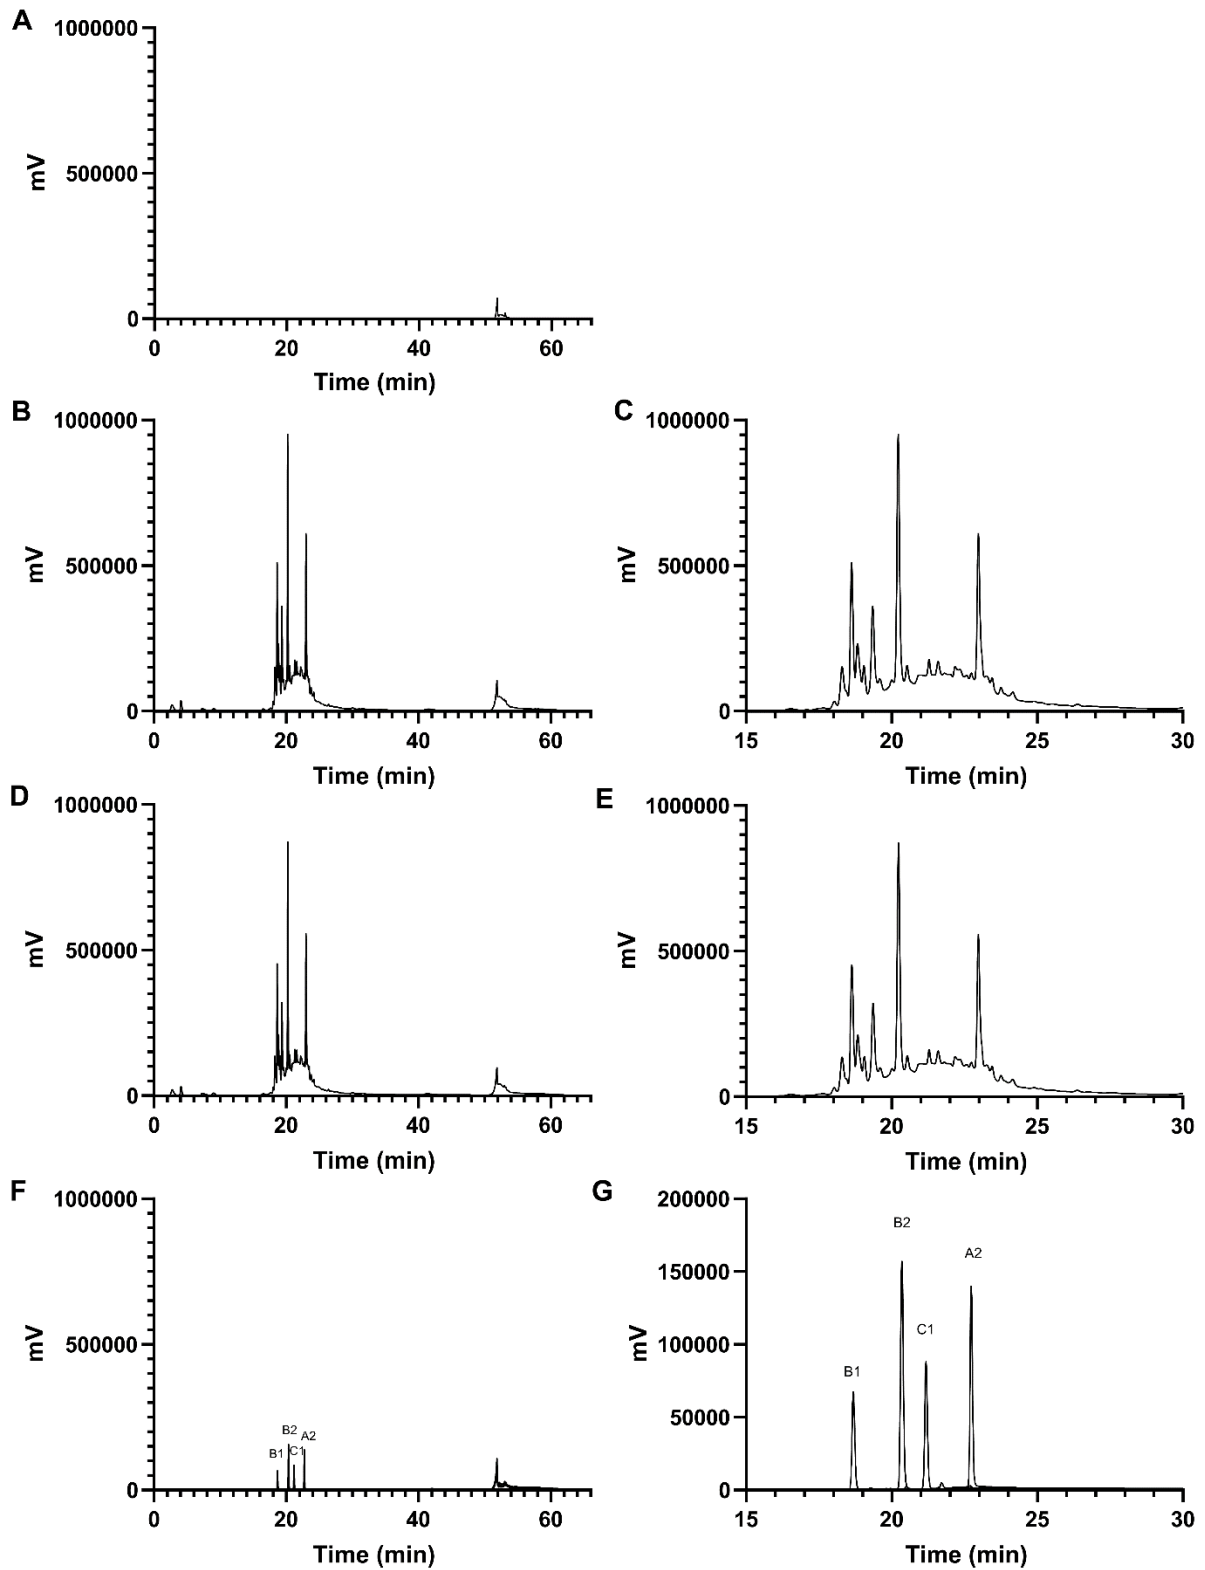 A
1000000
500000
0
mV
0 20 40 60
Time (min)
B
1000000
500000
0
mV
0 20 40 60
Time (min)
C
1000000
500000
0
mV
15 20 25 30
Time (min)
D
1000000
500000
0
mV
0 20 40 60
Time (min)
E
1000000
500000
0
mV
15 20 25 30
Time (min)
F
1000000
500000
0
mV
B1 B2 C1 A2
0 20 40 60
Time (min)
G
200000
150000
100000
50000
0
mV
B1 B2 C1 A2
15 20 25 30
Time (min)